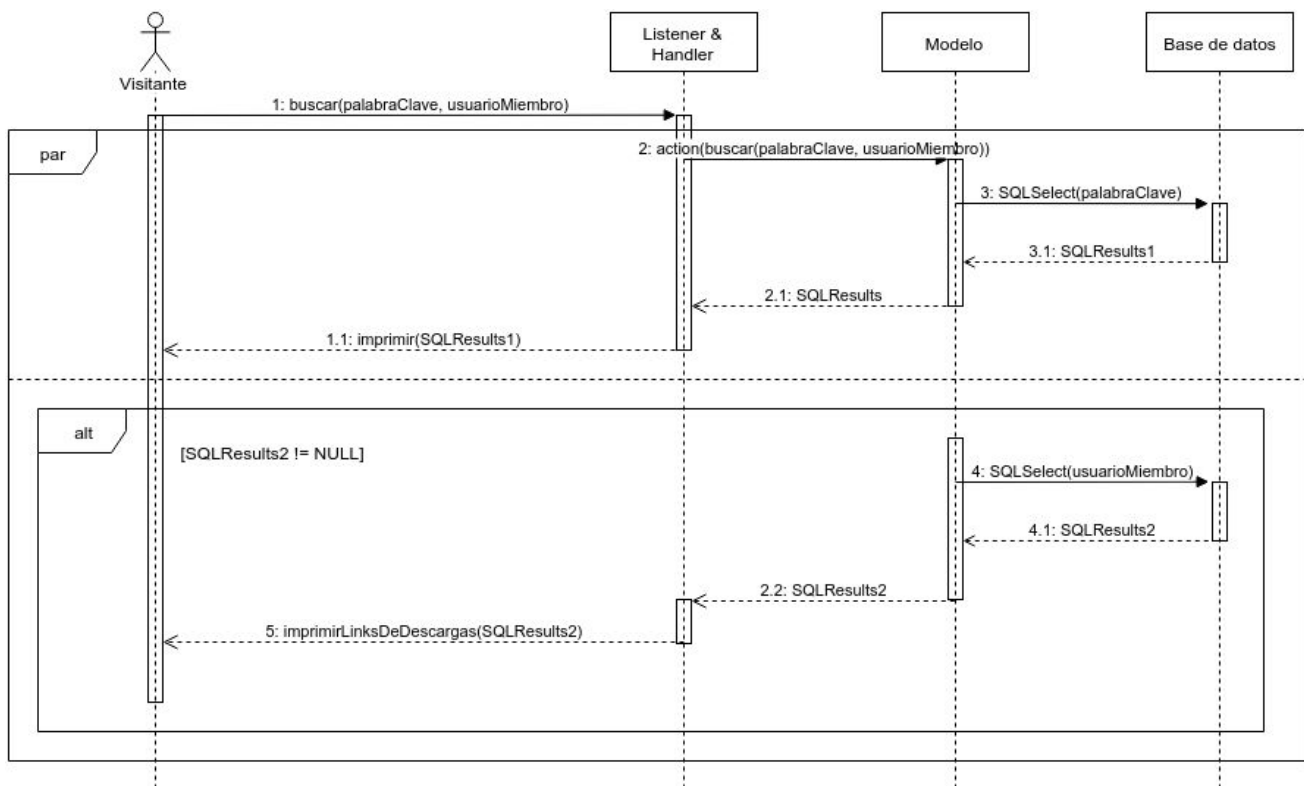 Visitante
Listener &
Handler
Modelo
Base de datos
1: buscar(palabraClave, usuarioMiembro)
par
2: action(buscar(palabraClave, usuarioMiembro))
3: SQLSelect(palabraClave)
3.1: SQLResults1
2.1: SQLResults
1.1: imprimir(SQLResults1)
alt
[SQLResults2 != NULL]
4: SQLSelect(usuarioMiembro)
4.1: SQLResults2
2.2: SQLResults2
5: imprimirLinksDeDescargas(SQLResults2)